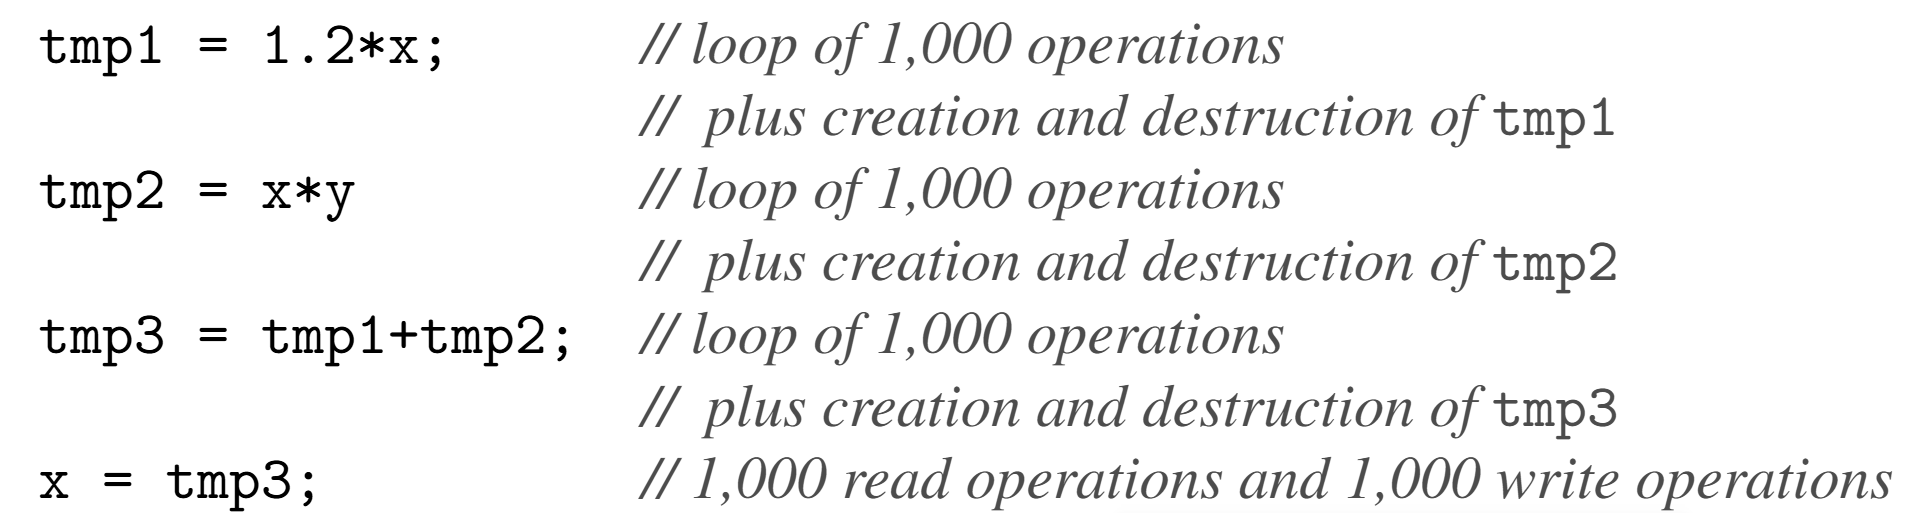 tmp1 = 1.2*x; // loop of 1,000 operations
// plus creation and destruction of tmp1
tmp2 = x*y // loop of 1,000 operations
// plus creation and destruction of tmp2
tmp3 = tmp1+tmp2; // loop of 1,000 operations
// plus creation and destruction of tmp3
x = tmp3; // 1,000 read operations and 1,000 write operations